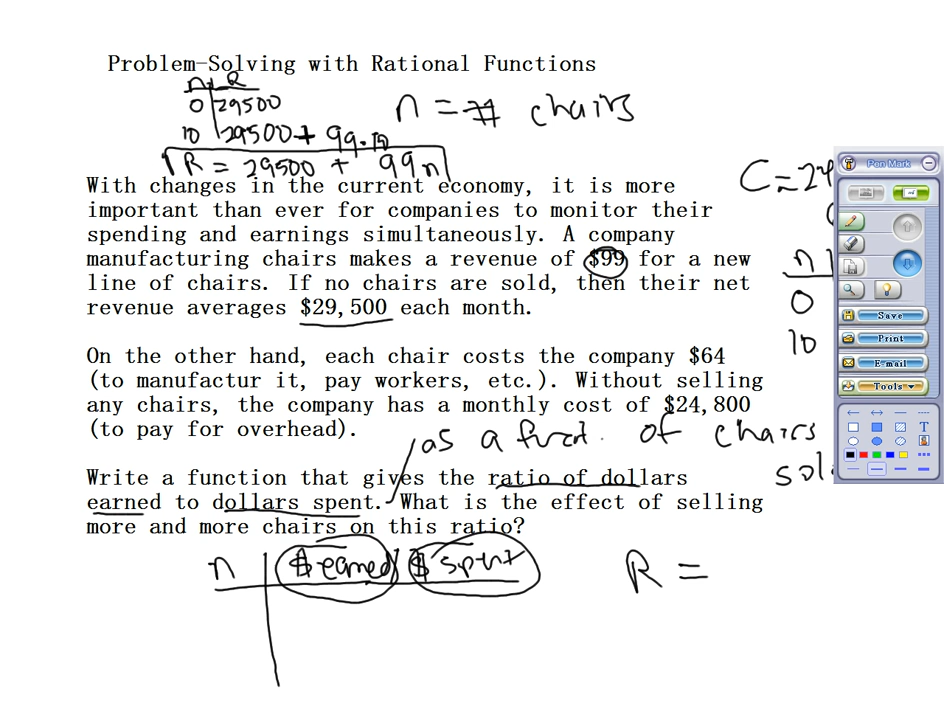 Problem-Solving with Rational Functions
n R
0 29500
10 29500 + 99·10
R = 29500 + 99n
n = # chairs
With changes in the current economy, it is more
important than ever for companies to monitor their
spending and earnings simultaneously. A company
manufacturing chairs makes a revenue of $99 for a new
line of chairs. If no chairs are sold, then their net
revenue averages $29,500 each month.
C = 24
n
0
10
On the other hand, each chair costs the company $64
(to manufactur it, pay workers, etc.). Without selling
any chairs, the company has a monthly cost of $24,800
(to pay for overhead).
as a funct. of chairs
Write a function that gives the ratio of dollars
earned to dollars spent. What is the effect of selling
more and more chairs on this ratio?
n $ earned $ spent
R =
Pen Mark
Save
Print
E-mail
Tools
T